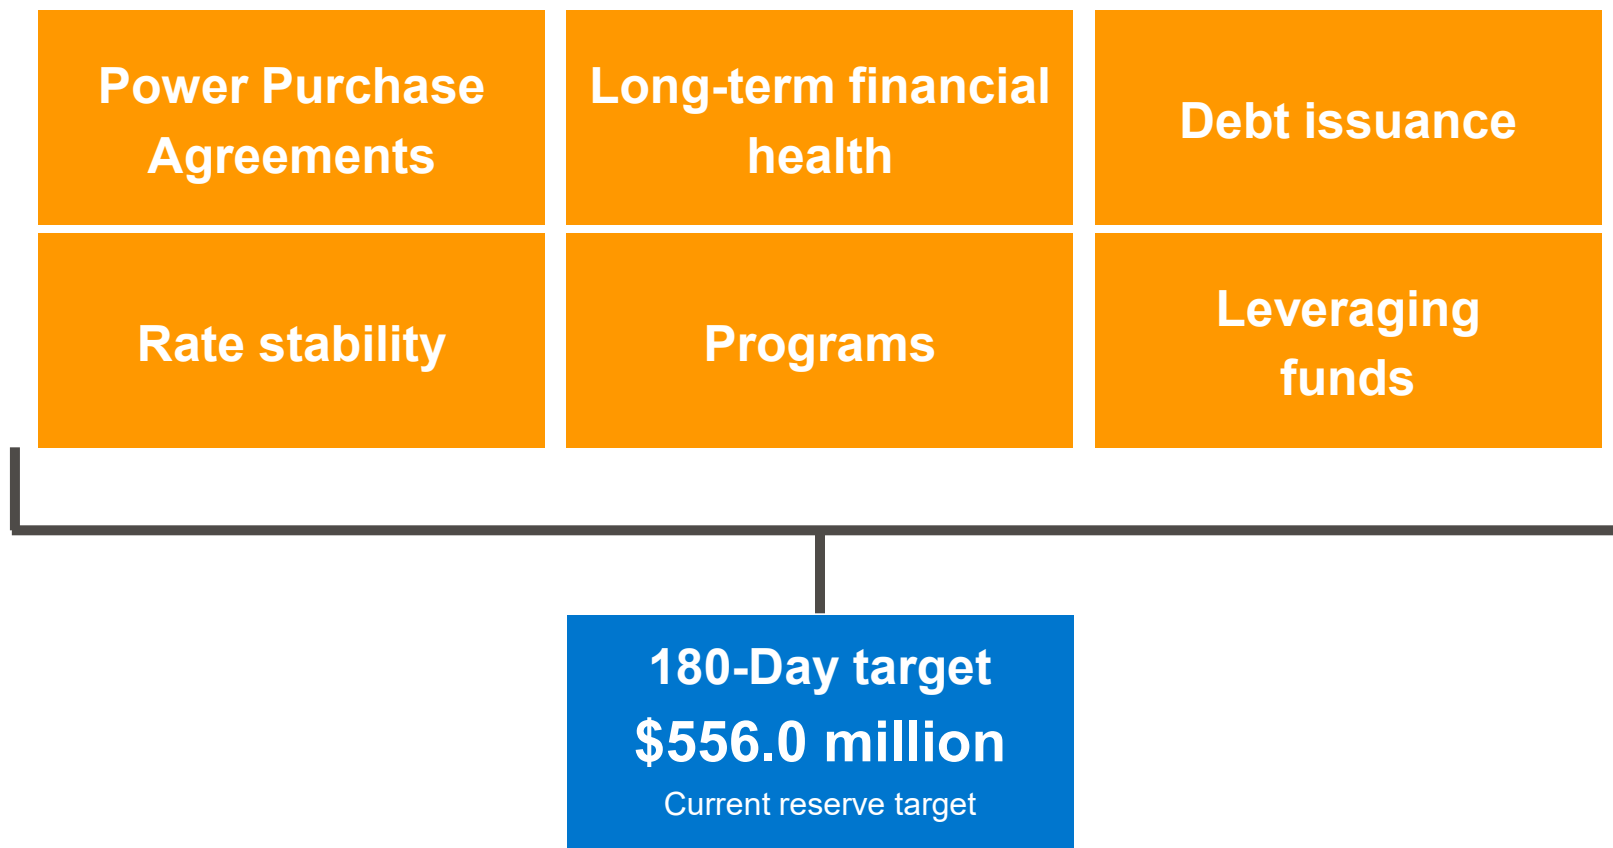 Power Purchase
Agreements
Long-term financial
health
Debt issuance
Rate stability
Programs
Leveraging
funds
180-Day target
$556.0 million
Current reserve target